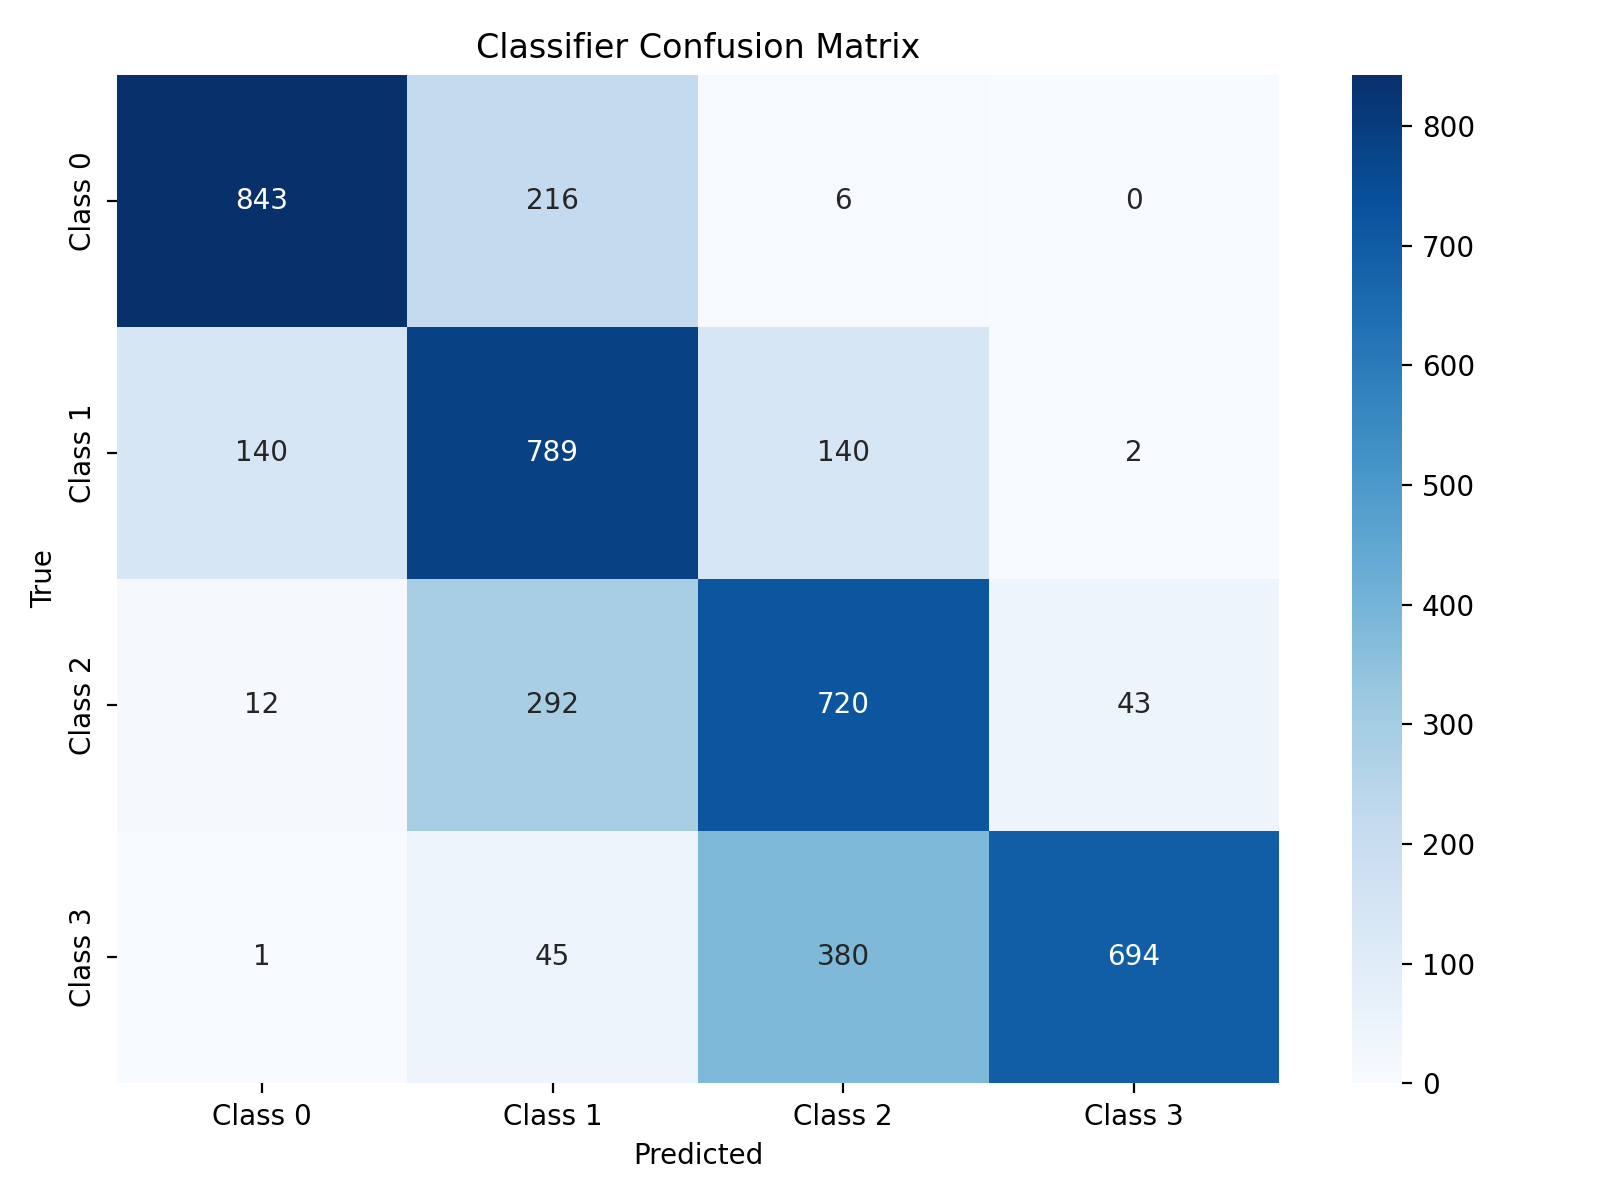 Classifier Confusion Matrix
Class 0
843 216 6 0
Class 1
140 789 140 2
Class 2
12 292 720 43
Class 3
1 45 380 694
True
Class 0 Class 1 Class 2 Class 3
Predicted
800
700
600
500
400
300
200
100
0